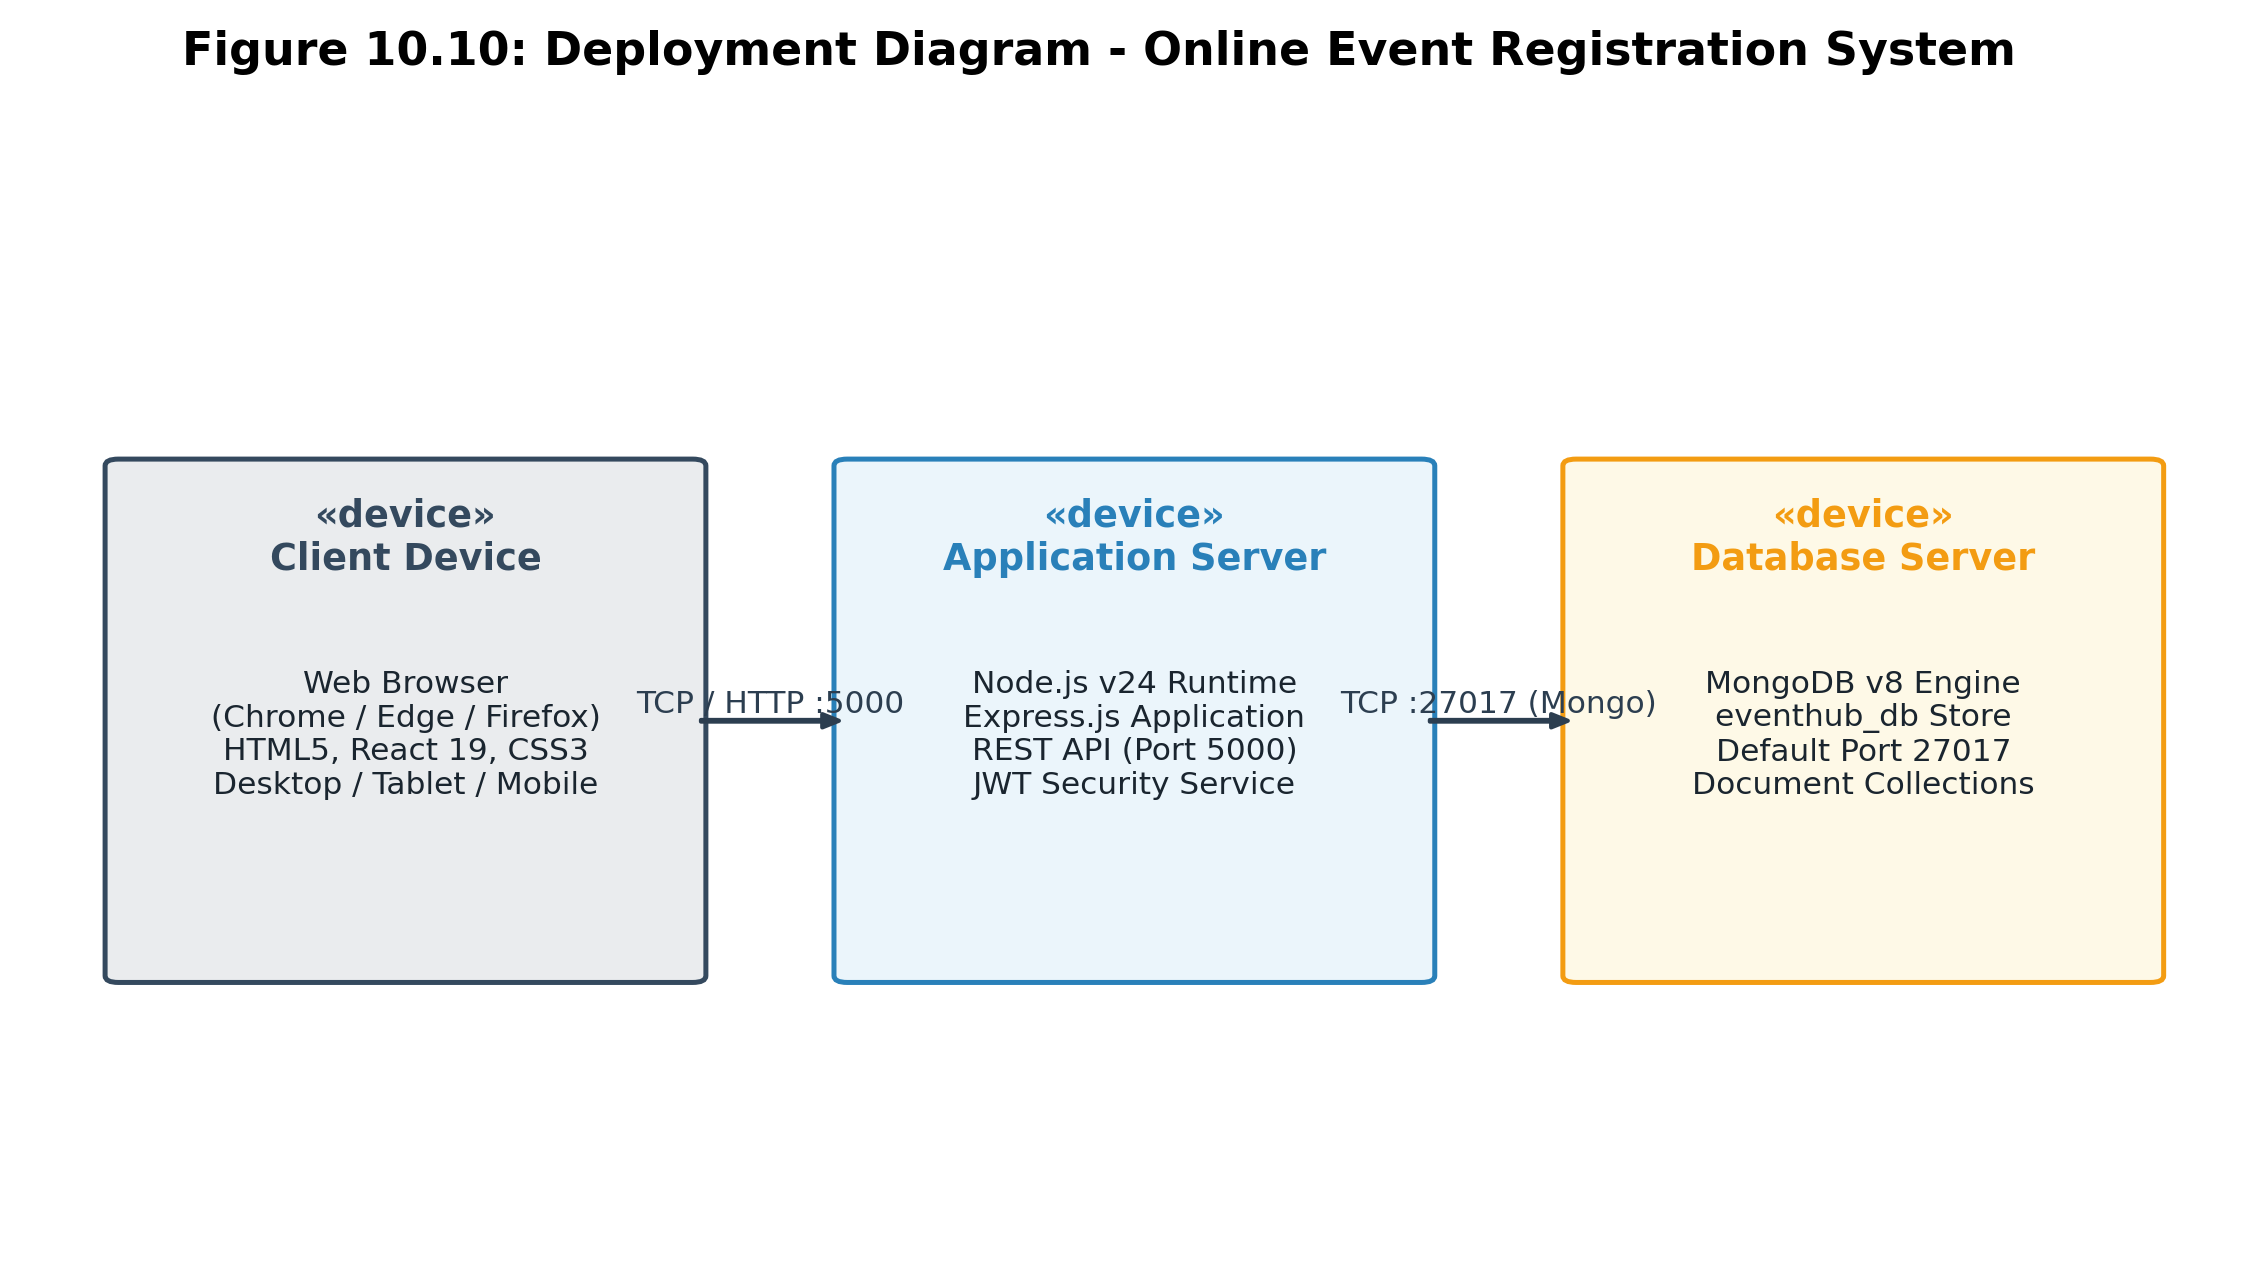 Figure 10.10: Deployment Diagram - Online Event Registration System
«device»
Client Device
Web Browser
(Chrome / Edge / Firefox)
HTML5, React 19, CSS3
Desktop / Tablet / Mobile
TCP / HTTP :5000
«device»
Application Server
Node.js v24 Runtime
Express.js Application
REST API (Port 5000)
JWT Security Service
TCP :27017 (Mongo)
«device»
Database Server
MongoDB v8 Engine
eventhub_db Store
Default Port 27017
Document Collections